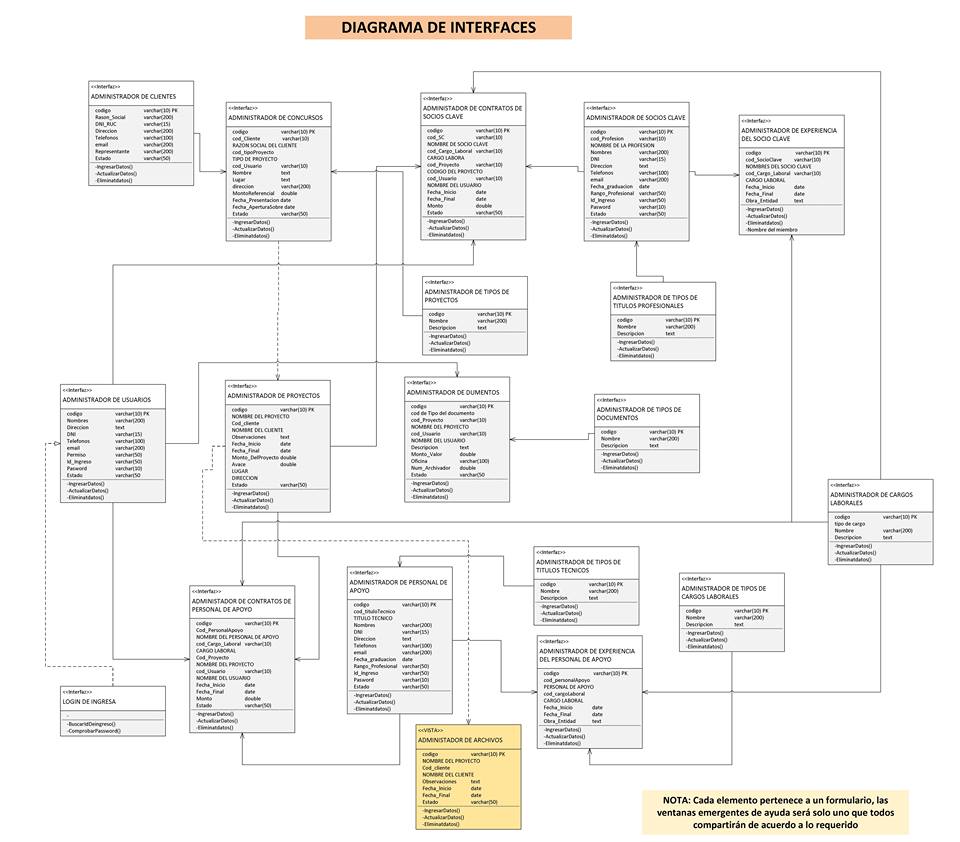 DIAGRAMA DE INTERFACES
<<Interfaz>>
ADMINISTRADOR DE CLIENTES
codigo varchar(10) PK
Rason_Social varchar(200)
DNI_RUC varchar(15)
Direccion varchar(200)
Telefonos varchar(100)
email varchar(200)
Representante varchar(200)
Estado varchar(50)
-IngresarDatos()
-ActualizarDatos()
-Eliminatdatos()
<<Interfaz>>
ADMINISTRADOR DE CONCURSOS
codigo varchar(10) PK
cod_Cliente varchar(10)
RAZON SOCIAL DEL CLIENTE
cod_tipoProyecto
TIPO DE PROYECTO
cod_Usuario varchar(10)
Nombre text
Lugar text
direccion varchar(200)
MontoReferencial double
Fecha_Presentacion date
Fecha_AperturaSobre date
Estado varchar(50)
-IngresarDatos()
-ActualizarDatos()
-Eliminatdatos()
<<Interfaz>>
ADMINISTADOR DE CONTRATOS DE
SOCIOS CLAVE
codigo varchar(10) PK
cod_SC varchar(10)
NOMBRE DE SOCIO CLAVE
cod_Cargo_Laboral varchar(10)
CARGO LABORA
cod_Proyecto varchar(10)
CODIGO DEL PROYECTO
cod_Usuario varchar(10)
NOMBRE DEL USUARIO
Fecha_Inicio date
Fecha_Final date
Monto double
Estado varchar(50)
-IngresarDatos()
-ActualizarDatos()
-Eliminatdatos()
<<Interfaz>>
ADMINISTRADOR DE SOCIOS CLAVE
codigo varchar(10) PK
cod_Profesion varchar(10)
NOMBRE DE LA PROFESION
Nombres varchar(200)
DNI varchar(15)
Direccion text
Telefonos varchar(100)
email varchar(200)
Fecha_graduacion date
Rango_Profesional varchar(50)
Id_Ingreso varchar(50)
Pasword varchar(10)
Estado varchar(50)
-IngresarDatos()
-ActualizarDatos()
-Eliminatdatos()
<<Interfaz>>
ADMINISTRADOR DE EXPERIENCIA
DEL SOCIO CLAVE
codigo varchar(10) PK
cod_SocioClave varchar(10)
NOMBRES DEL SOCIO CLAVE
cod_Cargo_Laboral varchar(10)
CARGO LABORAL
Fecha_Inicio date
Fecha_Final date
Obra_Entidad text
-IngresarDatos()
-ActualizarDatos()
-Eliminatdatos()
-Nombre del miembro
<<Interfaz>>
ADMINISTRADOR DE TIPOS DE
PROYECTOS
codigo varchar(10) PK
Nombre varchar(200)
Descripcion text
-IngresarDatos()
-ActualizarDatos()
-Eliminatdatos()
<<Interfaz>>
ADMINISTRADOR DE TIPOS DE
TITULOS PROFESIONALES
codigo varchar(10) PK
Nombre varchar(200)
Descripcion text
-IngresarDatos()
-ActualizarDatos()
-Eliminatdatos()
<<Interfaz>>
ADMINISTRADOR DE USUARIOS
codigo varchar(10) PK
Nombres varchar(200)
Direccion text
DNI varchar(15)
Telefonos varchar(100)
email varchar(200)
Permiso varchar(50)
Id_Ingreso varchar(50)
Pasword varchar(10)
Estado varchar(50)
-IngresarDatos()
-ActualizarDatos()
-Eliminatdatos()
<<Interfaz>>
ADMINISTRADOR DE PROYECTOS
codigo varchar(10) PK
NOMBRE DEL PROYECTO
Cod_cliente
NOMBRE DEL CLIENTE
Observaciones text
Fecha_Inicio date
Fecha_Final date
Monto_DelProyecto double
Avace double
LUGAR
DIRECCION
Estado varchar(50)
-IngresarDatos()
-ActualizarDatos()
-Eliminatdatos()
<<Interfaz>>
ADMINISTRADOR DE DUMENTOS
codigo varchar(10) PK
cod de Tipo del documento
cod_Proyecto varchar(10)
NOMBRE DEL PROYECTO
cod_Usuario varchar(10)
NOMBRE DEL USUARIO
Descripcion text
Monto_Valor double
Oficina varchar(100)
Num_Archivador double
Estado varchar(50
-IngresarDatos()
-ActualizarDatos()
-Eliminatdatos()
<<Interfaz>>
ADMINISTRADOR DE TIPOS DE
DOCUMENTOS
codigo varchar(10) PK
Nombre varchar(200)
Descripcion text
-IngresarDatos()
-ActualizarDatos()
-Eliminatdatos()
<<Interfaz>>
ADMINISTRADOR DE CARGOS
LABORALES
codigo varchar(10) PK
tipo de cargo
Nombre varchar(200)
Descripcion text
-IngresarDatos()
-ActualizarDatos()
-Eliminatdatos()
<<Interfaz>>
ADMINISTADOR DE CONTRATOS DE
PERSONAL DE APOYO
codigo varchar(10) PK
Cod_PersonalApoyo
NOMBRE DEL PERSONAL DE APOYO
cod_Cargo_Laboral varchar(10)
CARGO LABORAL
Cod_Proyecto
NOMBRE DEL PROYECTO
cod_Usuario varchar(10)
NOMBRE DEL USUARIO
Fecha_Inicio date
Fecha_Final date
Monto double
Estado varchar(50)
-IngresarDatos()
-ActualizarDatos()
-Eliminatdatos()
<<Interfaz>>
ADMINISTRADOR DE PERSONAL DE
APOYO
codigo varchar(10) PK
cod_tituloTecnico
TITULO TECNICO
Nombres varchar(200)
DNI varchar(15)
Direccion text
Telefonos varchar(100)
email varchar(200)
Fecha_graduacion date
Rango_Profesional varchar(50)
Id_Ingreso varchar(50)
Pasword varchar(10)
Estado varchar(50)
-IngresarDatos()
-ActualizarDatos()
-Eliminatdatos()
<<Interfaz>>
ADMINISTRADOR DE TIPOS DE
TITULOS TECNICOS
codigo varchar(10) PK
Nombre varchar(200)
Descripcion text
-IngresarDatos()
-ActualizarDatos()
-Eliminatdatos()
<<Interfaz>>
ADMINISTRADOR DE TIPOS DE
CARGOS LABORALES
codigo varchar(10) PK
Nombre varchar(200)
Descripcion text
-IngresarDatos()
-ActualizarDatos()
-Eliminatdatos()
<<Interfaz>>
ADMINISTRADOR DE EXPERIENCIA
DEL PERSONAL DE APOYO
codigo varchar(10) PK
cod_personalApoyo
PERSONAL DE APOYO
cod_cargoLaboral
CARGO LABORAL
Fecha_Inicio date
Fecha_Final date
Obra_Entidad text
-IngresarDatos()
-ActualizarDatos()
-Eliminatdatos()
<<Interfaz>>
LOGIN DE INGRESA
-
-BuscarIdDeingreso()
-ComprobarPassword()
<<VISTA>>
ADMINISTADOR DE ARCHIVOS
codigo varchar(10) PK
NOMBRE DEL PROYECTO
Cod_cliente
NOMBRE DEL CLIENTE
Observaciones text
Fecha_Inicio date
Fecha_Final date
Estado varchar(50)
-IngresarDatos()
-ActualizarDatos()
-Eliminatdatos()
NOTA: Cada elemento pertenece a un formulario, las
ventanas emergentes de ayuda será solo uno que todos
compartirán de acuerdo a lo requerido